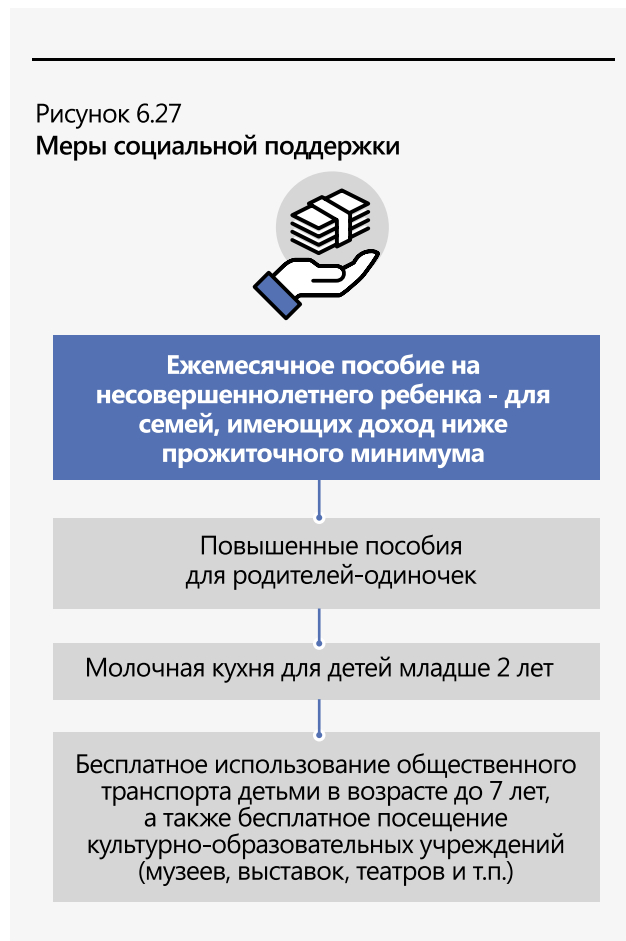 Рисунок 6.27
Меры социальной поддержки
Ежемесячное пособие на
несовершеннолетнего ребенка - для
семей, имеющих доход ниже
прожиточного минимума
Повышенные пособия
для родителей-одиночек
Молочная кухня для детей младше 2 лет
Бесплатное использование общественного
транспорта детьми в возрасте до 7 лет,
а также бесплатное посещение
культурно-образовательных учреждений
(музеев, выставок, театров и т.п.)